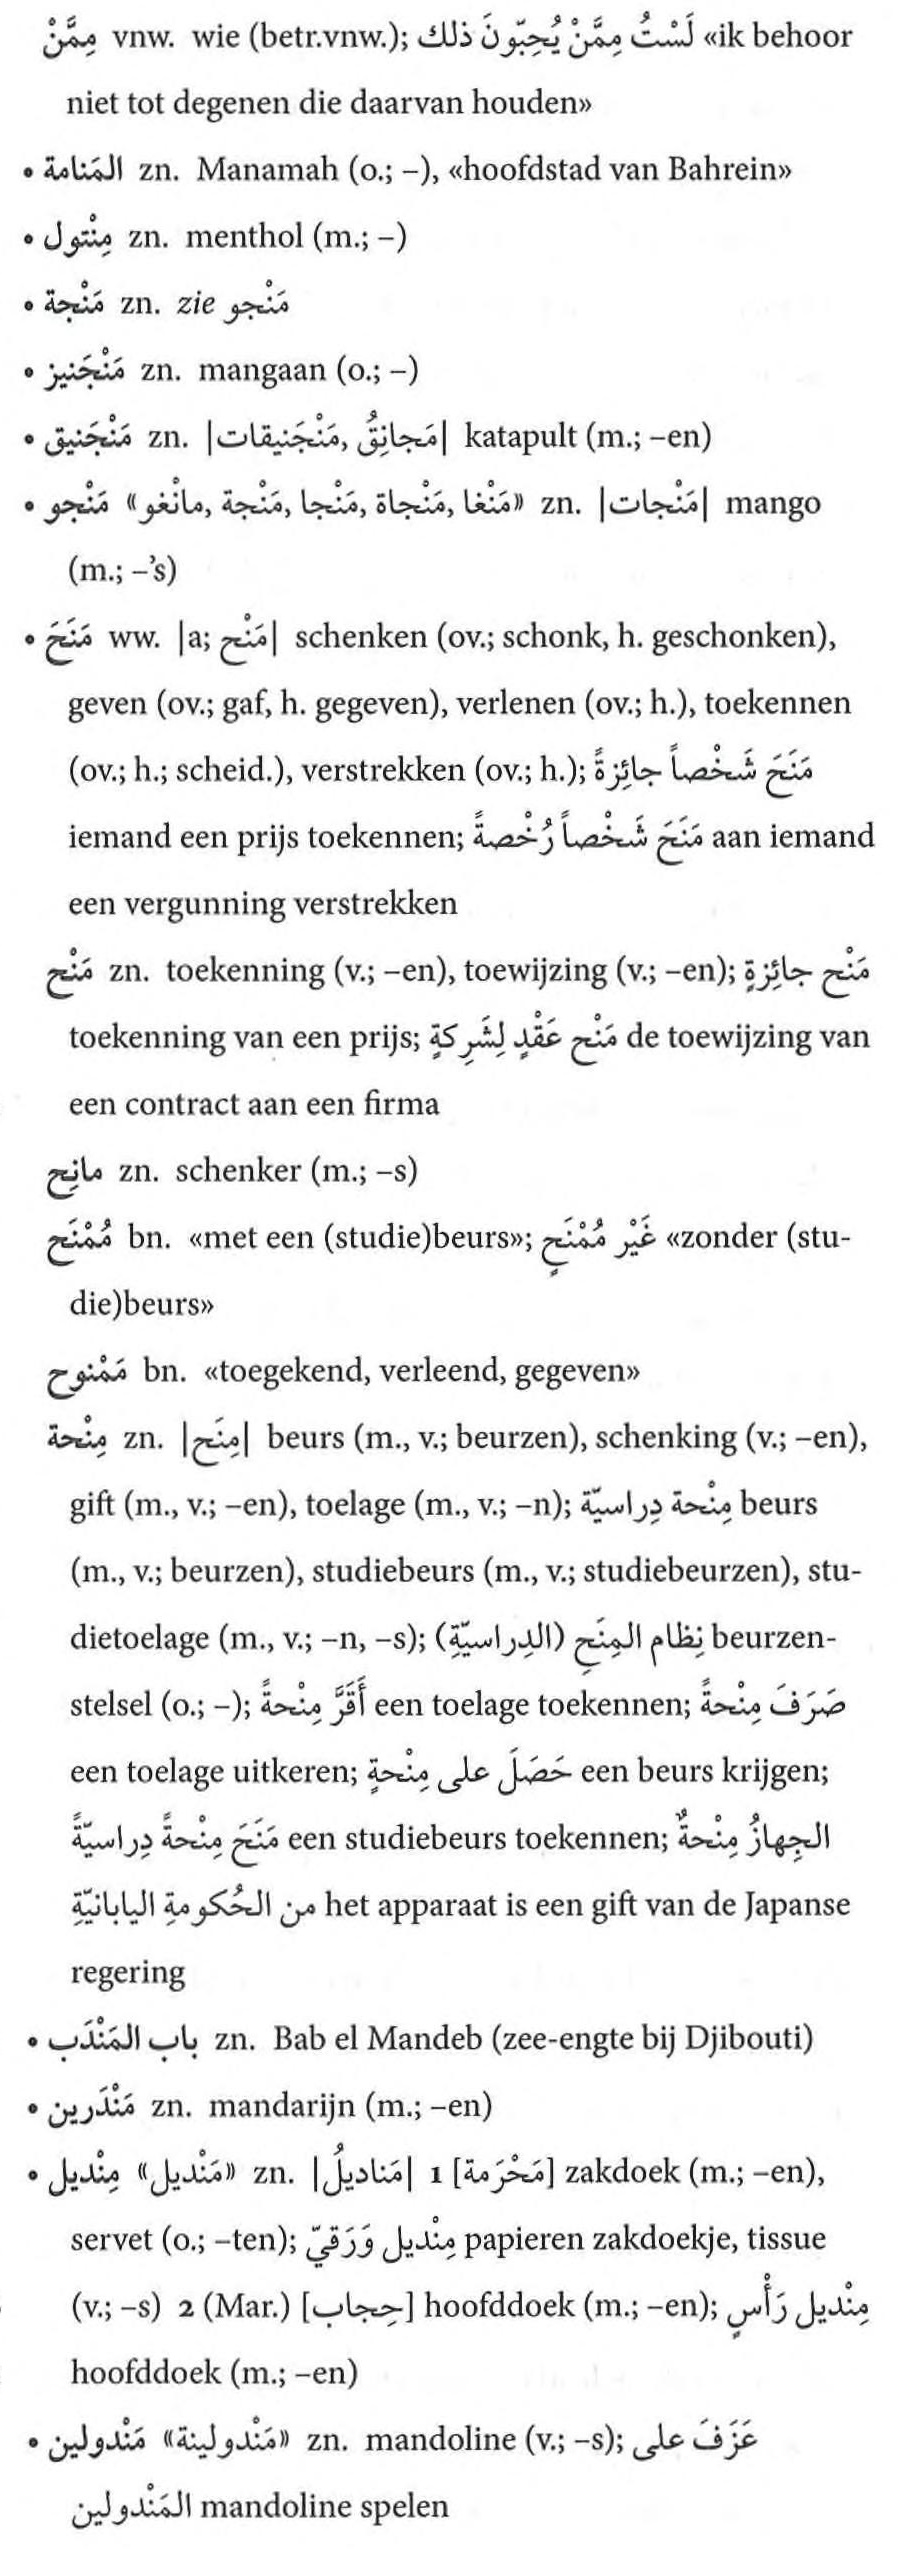 مِمَّنْ vnw. wie (betr.vnw.); لَسْتُ مِمَّنْ يُحِبّونَ ذلك «ik behoor
niet tot degenen die daarvan houden»
• المَنامة zn. Manamah (o.; –), «hoofdstad van Bahrein»
• مِنْتول zn. menthol (m.; –)
• مَنْجة zn. zie مَنْجو
• مَنْجَنيز zn. mangaan (o.; –)
• مَنْجَنيق zn. |مَجانِقُ, مَنْجَنيقات| katapult (m.; –en)
• مَنْجو «مَنْغا, مَنْجاة, مَنْجا, مَنْجة, مانْغو» zn. |مَنْجات| mango
(m.; –’s)
• مَنَحَ ww. |a; مَنْح| schenken (ov.; schonk, h. geschonken),
geven (ov.; gaf, h. gegeven), verlenen (ov.; h.), toekennen
(ov.; h.; scheid.), verstrekken (ov.; h.); مَنَحَ شَخْصاً جائِزةً
iemand een prijs toekennen; مَنَحَ شَخْصاً رُخْصةً aan iemand
een vergunning verstrekken
مَنْح zn. toekenning (v.; –en), toewijzing (v.; –en); مَنْح جائِزةٍ
toekenning van een prijs; مَنْح عَقْدٍ لِشَرِكةٍ de toewijzing van
een contract aan een firma
مانِح zn. schenker (m.; –s)
مُمْنَح bn. «met een (studie)beurs»; غَيْر مُمْنَحٍ «zonder (stu-
die)beurs»
مَمْنوح bn. «toegekend, verleend, gegeven»
مِنْحة zn. |مِنَح| beurs (m., v.; beurzen), schenking (v.; –en),
gift (m., v.; –en), toelage (m., v.; –n); مِنْحة دِراسيّة beurs
(m., v.; beurzen), studiebeurs (m., v.; studiebeurzen), stu-
dietoelage (m., v.; –n, –s); نِظام المِنَحِ (الدِراسيّةِ) beurzen-
stelsel (o.; –); أَقَرَّ مِنْحةً een toelage toekennen; صَرَفَ مِنْحةً
een toelage uitkeren; حَصَلَ على مِنْحةٍ een beurs krijgen;
مَنَحَ مِنْحةً دِراسيّةً een studiebeurs toekennen; الجِهازُ مِنْحةٌ
من الحُكومةِ اليابانيّةِ het apparaat is een gift van de Japanse
regering
• باب المَنْدَب zn. Bab el Mandeb (zee-engte bij Djibouti)
• مَنْدَرين zn. mandarijn (m.; –en)
• مِنْديل «مَنْديل» zn. |مَناديلُ| 1 [مَحْرَمة] zakdoek (m.; –en),
servet (o.; –ten); مِنْديل وَرَقيّ papieren zakdoekje, tissue
(v.; –s) 2 (Mar.) [حِجاب] hoofddoek (m.; –en); مِنْديل رَأْسٍ
hoofddoek (m.; –en)
• مَنْدولين «مَنْدولينة» zn. mandoline (v.; –s); عَزَفَ على
المَنْدولين mandoline spelen